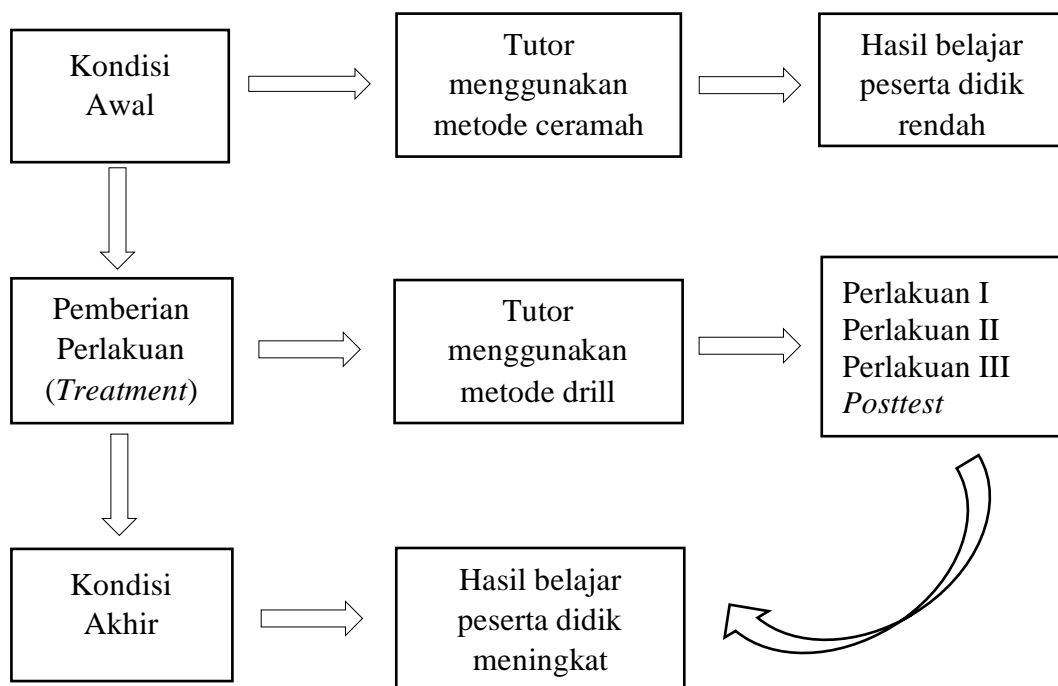 Kondisi
Awal
Tutor
menggunakan
metode ceramah
Hasil belajar
peserta didik
rendah
Pemberian
Perlakuan
(Treatment)
Tutor
menggunakan
metode drill
Perlakuan I
Perlakuan II
Perlakuan III
Posttest
Kondisi
Akhir
Hasil belajar
peserta didik
meningkat